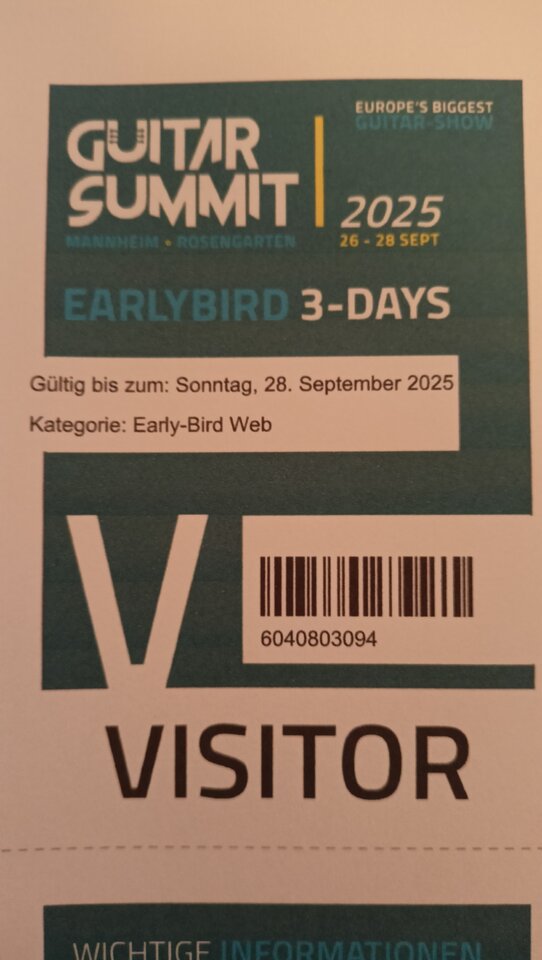 EUROPE'S BIGGEST
GUITAR-SHOW
GUITAR
SUMMIT
2025
MANNHEIM • ROSENGARTEN
26 - 28 SEPT
EARLYBIRD 3-DAYS
Gültig bis zum: Sonntag, 28. September 2025
Kategorie: Early-Bird Web
V
6040803094
VISITOR
WICHTIGE INFORMATIONEN